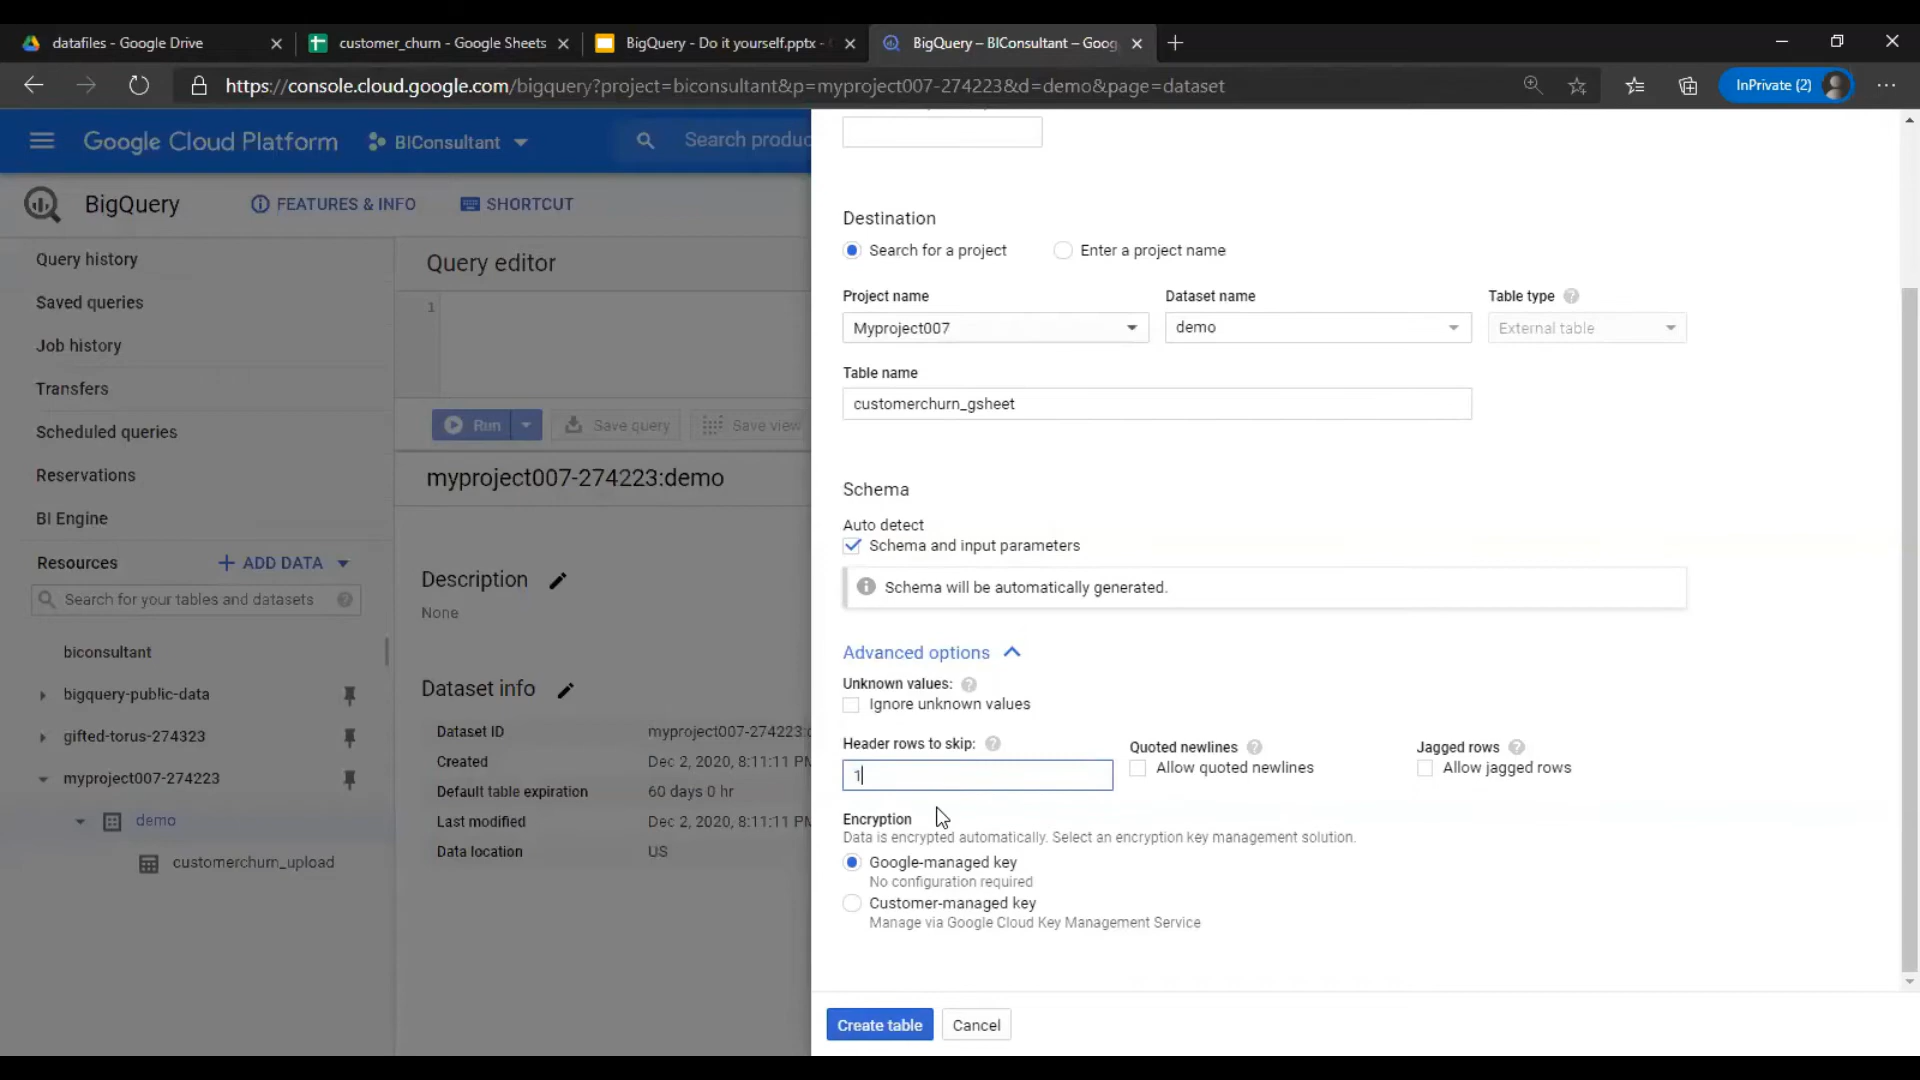 datafiles - Google Drive
customer_churn - Google Sheets
BigQuery - Do it yourself.pptx -
BigQuery – BIConsultant – Goog
https://console.cloud.google.com/bigquery?project=biconsultant&p=myproject007-274223&d=demo&page=dataset
InPrivate (2)
Google Cloud Platform
BIConsultant
Search produ
BigQuery
FEATURES & INFO
SHORTCUT
Query history
Saved queries
Job history
Transfers
Scheduled queries
Reservations
BI Engine
Resources
ADD DATA
Search for your tables and datasets
biconsultant
bigquery-public-data
gifted-torus-274323
myproject007-274223
demo
customerchurn_upload
Query editor
1
Run
Save query
Save view
myproject007-274223:demo
Description
None
Dataset info
Dataset ID myproject007-274223:
Created Dec 2, 2020, 8:11:11 PM
Default table expiration 60 days 0 hr
Last modified Dec 2, 2020, 8:11:11 PM
Data location US
Destination
Search for a project
Enter a project name
Project name
Dataset name
Table type
Myproject007
demo
External table
Table name
customerchurn_gsheet
Schema
Auto detect
Schema and input parameters
Schema will be automatically generated.
Advanced options
Unknown values:
Ignore unknown values
Header rows to skip:
Quoted newlines
Jagged rows
1
Allow quoted newlines
Allow jagged rows
Encryption
Data is encrypted automatically. Select an encryption key management solution.
Google-managed key
No configuration required
Customer-managed key
Manage via Google Cloud Key Management Service
Create table
Cancel